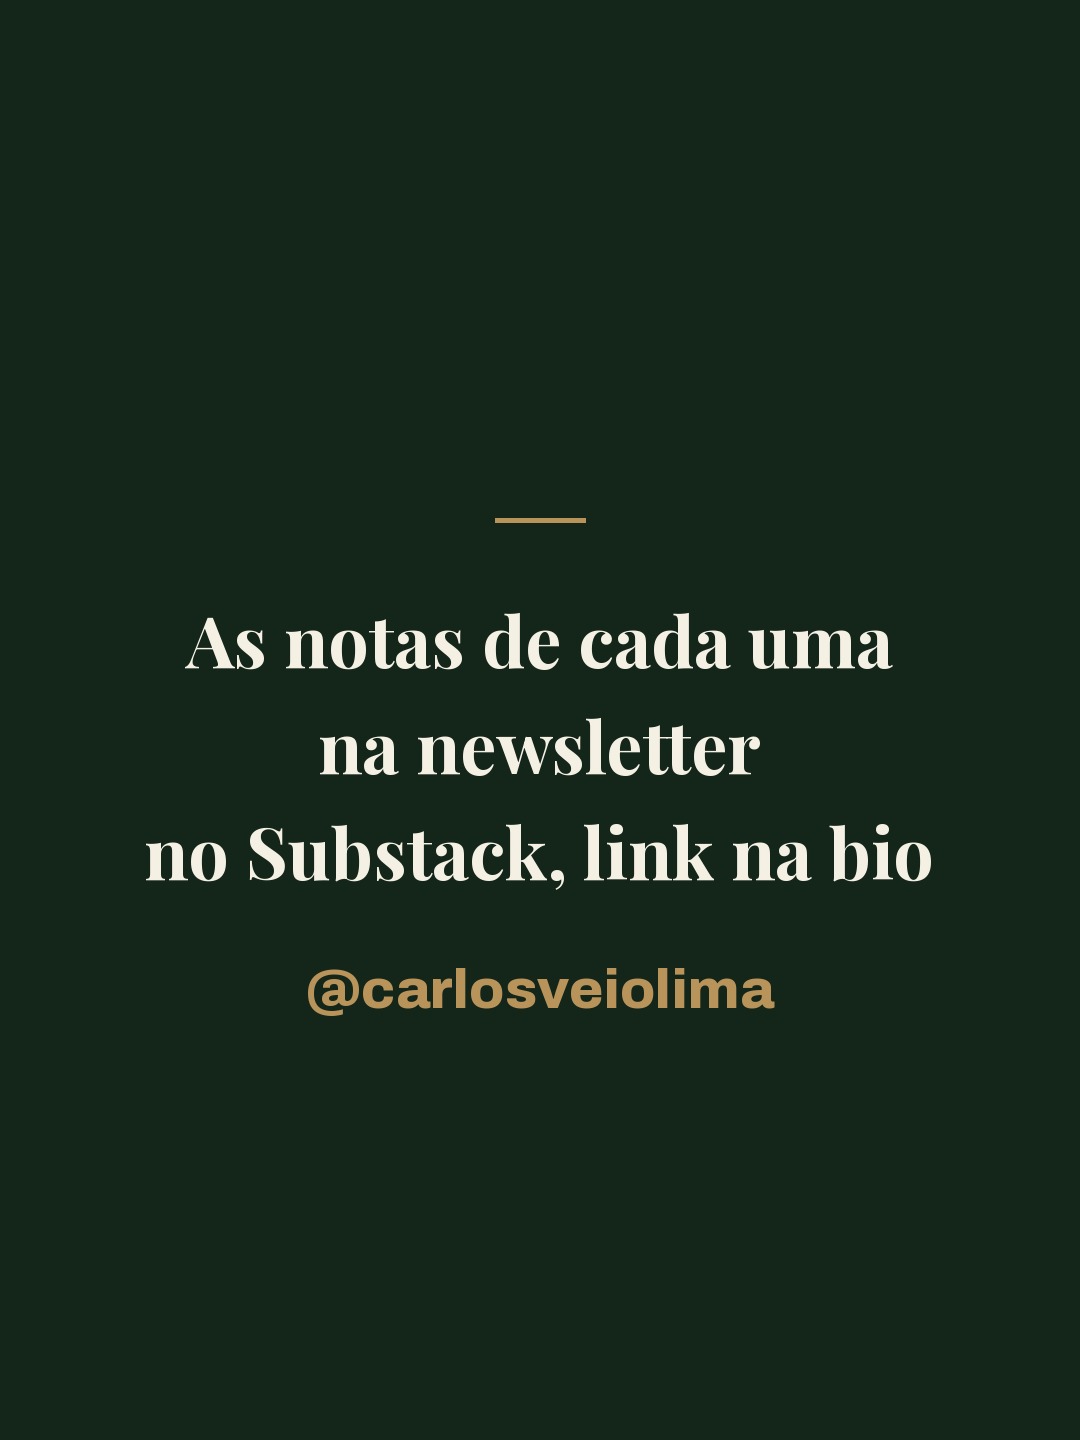 As notas de cada uma
na newsletter
no Substack, link na bio
@carlosveiolima